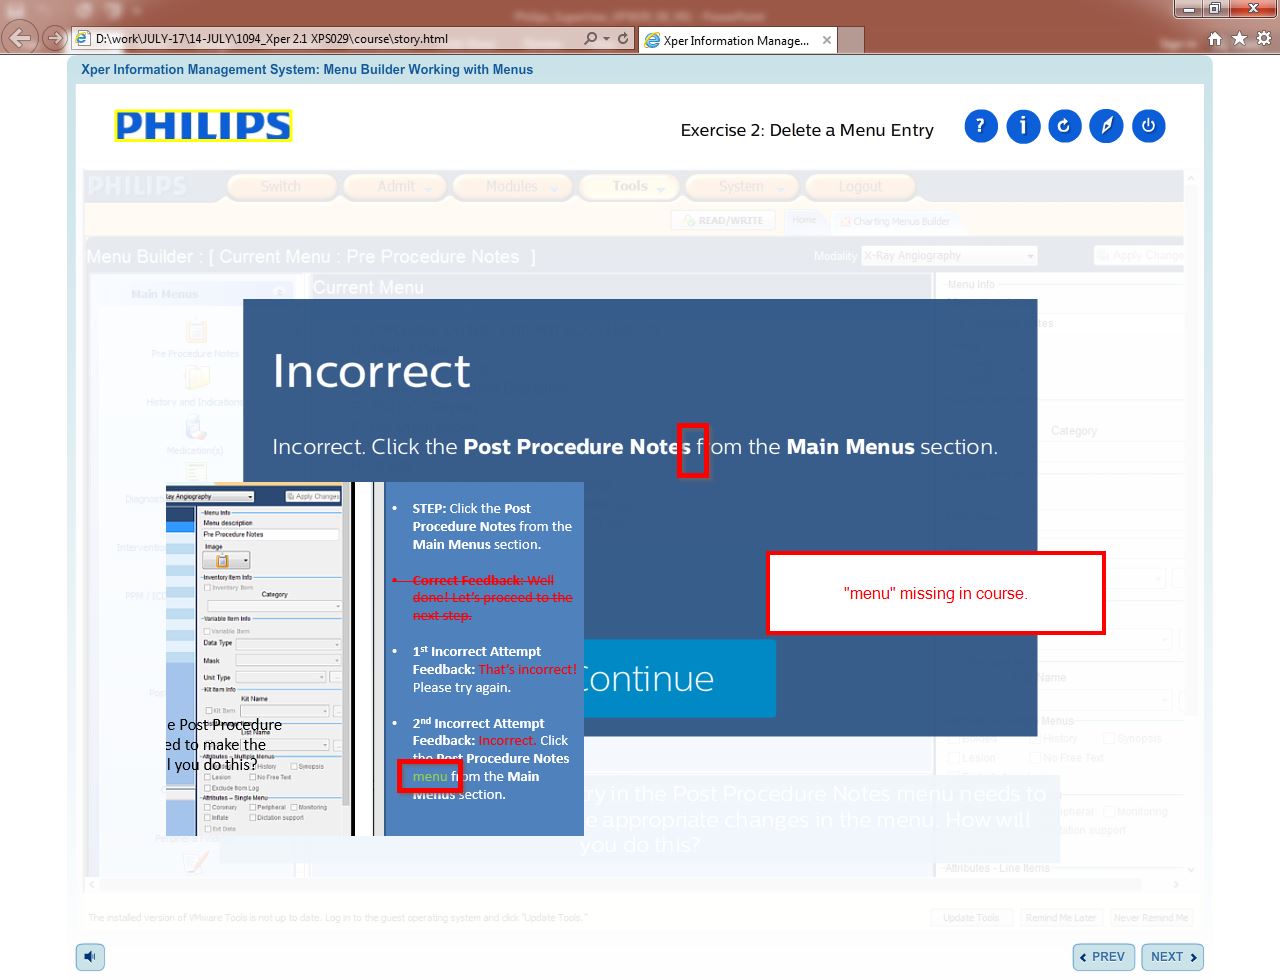 D:\work\JULY-17\14-JULY\1094_Xper 2.1 XPS029\course\story.html
Xper Information Manage...
Xper Information Management System: Menu Builder Working with Menus
PHILIPS
Exercise 2: Delete a Menu Entry
PHILIPS
Switch
Admit
Modules
Tools
System
Logout
READ/WRITE
Home
Charting Menus Builder
Menu Builder : [ Current Menu : Pre Procedure Notes ]
Modality
X-Ray Angiography
Apply Change
Main Menus
Current Menu
Menu Info
Pre Procedure Notes
History and Indications
Medication(s)
Category
Incorrect
Incorrect. Click the Post Procedure Notes from the Main Menus section.
"menu" missing in course.
Continue
ay Angiography
Apply Changes
Menu Info
Menu description
Pre Procedure Notes
Image
Inventory Item Info
Inventory Item
Category
Variable Item Info
Variable Item
Data Type
Mask
Unit Type
Kit Item Info
Kit Name
Kit Item
List Name
Attributes - Multiple Menus
History
Synopsis
Lesion
No Free Text
Exclude from Log
Attributes – Single Menu
Coronary
Peripheral
Monitoring
Inflate
Dictation support
Ext Data
e Post Procedure
ed to make the
l you do this?
• STEP: Click the Post
Procedure Notes from the
Main Menus section.
• Correct Feedback: Well
done! Let's proceed to the
next step.
• 1st Incorrect Attempt
Feedback: That's incorrect!
Please try again.
• 2nd Incorrect Attempt
Feedback: Incorrect. Click
the Post Procedure Notes
menu from the Main
Menus section.
History
Synopsis
Lesion
No Free Text
Peripheral
Monitoring
ry in the Post Procedure Notes menu needs to
e appropriate changes in the menu. How will
you do this?
Attributes - Line Items
The installed version of VMware Tools is not up to date. Log in to the guest operating system and click "Update Tools."
Update Tools
Remind Me Later
Never Remind Me
PREV
NEXT